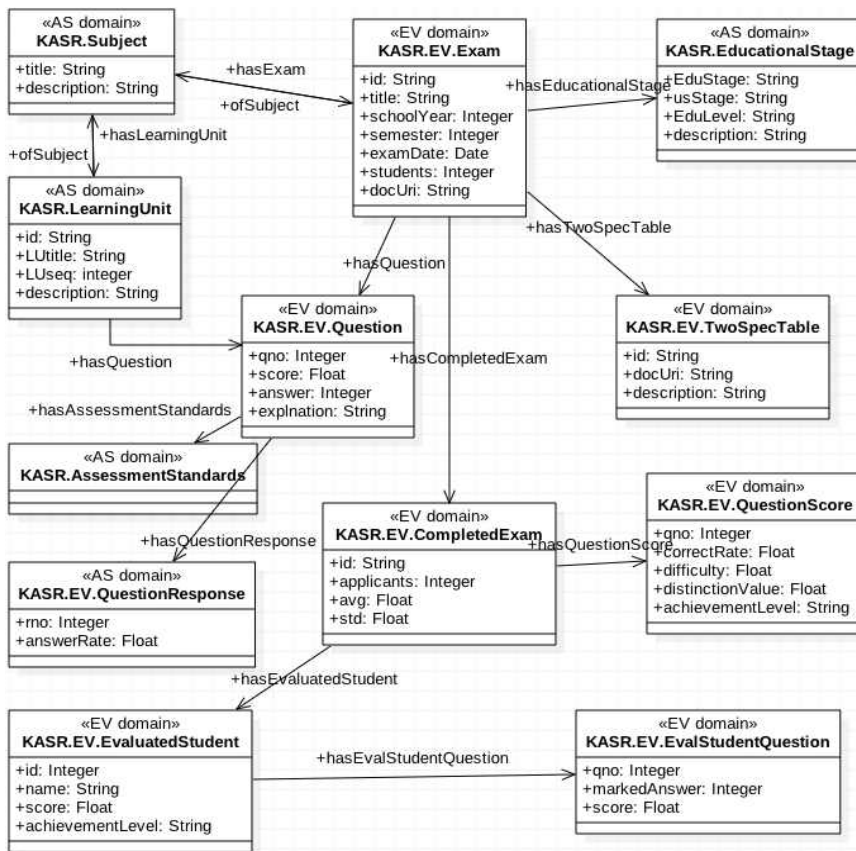 «AS domain»
KASR.Subject
+title: String
+description: String
+hasExam
+ofSubject
«EV domain»
KASR.EV.Exam
+id: String
+title: String
+schoolYear: Integer
+semester: Integer
+examDate: Date
+students: Integer
+docUri: String
+hasEducationalStage
«AS domain»
KASR.EducationalStage
+EduStage: String
+usStage: String
+EduLevel: String
+description: String
+hasLearningUnit
+ofSubject
«AS domain»
KASR.LearningUnit
+id: String
+LUtitle: String
+LUseq: integer
+description: String
+hasTwoSpecTable
+hasQuestion
«EV domain»
KASR.EV.Question
+qno: Integer
+score: Float
+answer: Integer
+explnation: String
«EV domain»
KASR.EV.TwoSpecTable
+id: String
+docUri: String
+description: String
+hasQuestion
+hasCompletedExam
+hasAssessmentStandards
«AS domain»
KASR.AssessmentStandards
+hasQuestionResponse
«EV domain»
KASR.EV.CompletedExam
+id: String
+applicants: Integer
+avg: Float
+std: Float
+hasQuestionScore
«EV domain»
KASR.EV.QuestionScore
+qno: Integer
+correctRate: Float
+difficulty: Float
+distinctionValue: Float
+achievementLevel: String
«AS domain»
KASR.EV.QuestionResponse
+rno: Integer
+answerRate: Float
+hasEvaluatedStudent
«EV domain»
KASR.EV.EvaluatedStudent
+id: Integer
+name: String
+score: Float
+achievementLevel: String
+hasEvalStudentQuestion
«EV domain»
KASR.EV.EvalStudentQuestion
+qno: Integer
+markedAnswer: Integer
+score: Float